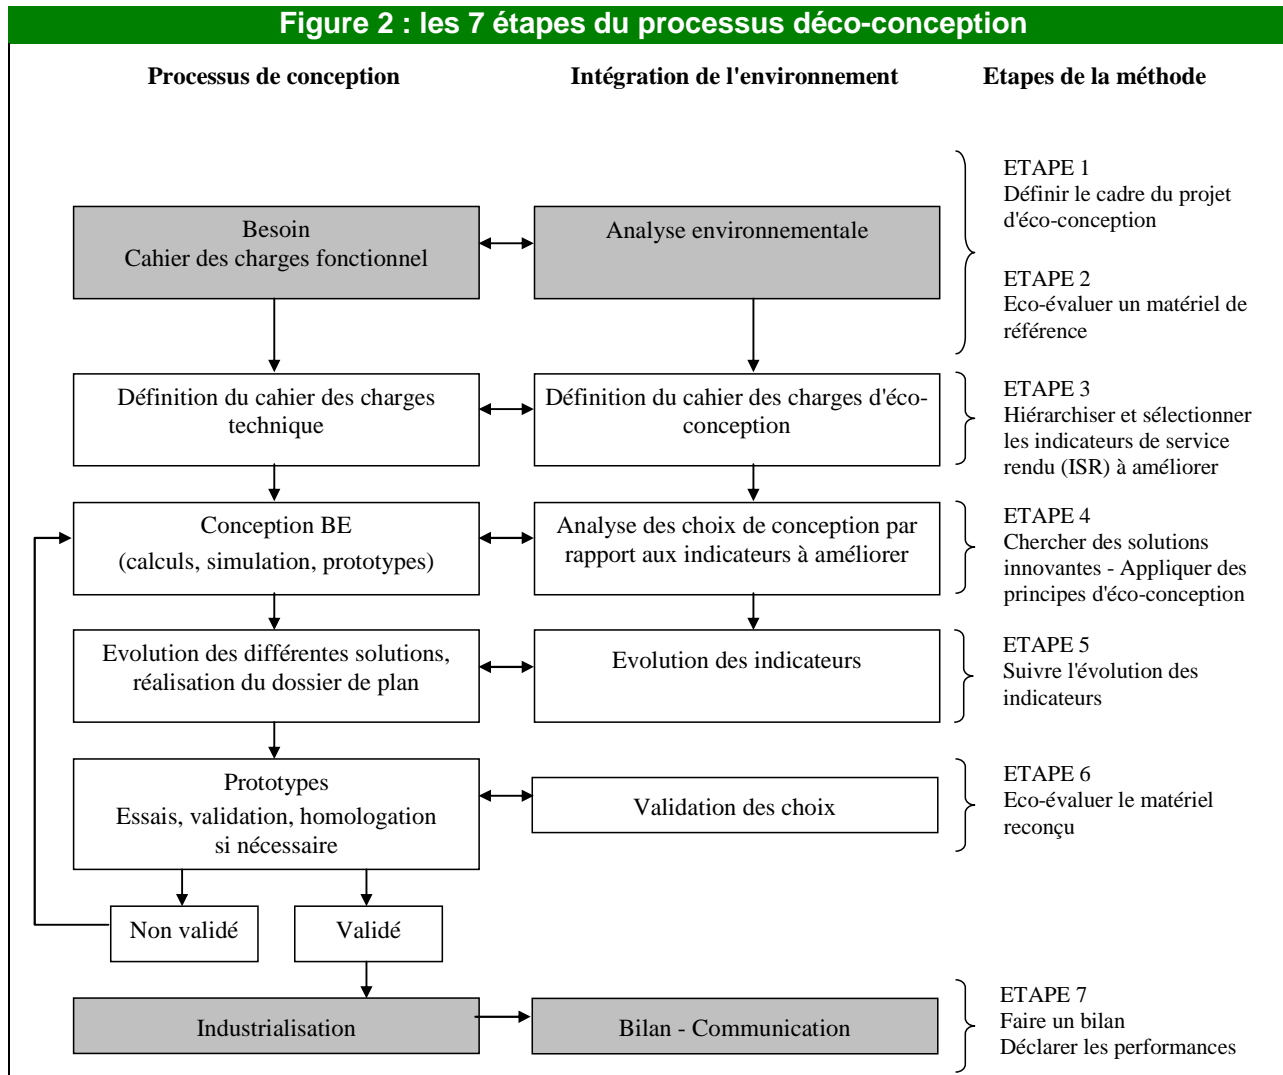 Figure 2 : les 7 étapes du processus déco-conception
Processus de conception
Intégration de l'environnement
Etapes de la méthode
Besoin
Cahier des charges fonctionnel
Analyse environnementale
ETAPE 1
Définir le cadre du projet
d'éco-conception
ETAPE 2
Eco-évaluer un matériel de
référence
Définition du cahier des charges
technique
Définition du cahier des charges d'éco-
conception
ETAPE 3
Hiérarchiser et sélectionner
les indicateurs de service
rendu (ISR) à améliorer
Conception BE
(calculs, simulation, prototypes)
Analyse des choix de conception par
rapport aux indicateurs à améliorer
ETAPE 4
Chercher des solutions
innovantes - Appliquer des
principes d'éco-conception
Evolution des différentes solutions,
réalisation du dossier de plan
Evolution des indicateurs
ETAPE 5
Suivre l'évolution des
indicateurs
Prototypes
Essais, validation, homologation
si nécessaire
Validation des choix
ETAPE 6
Eco-évaluer le matériel
reconçu
Non validé
Validé
Industrialisation
Bilan - Communication
ETAPE 7
Faire un bilan
Déclarer les performances